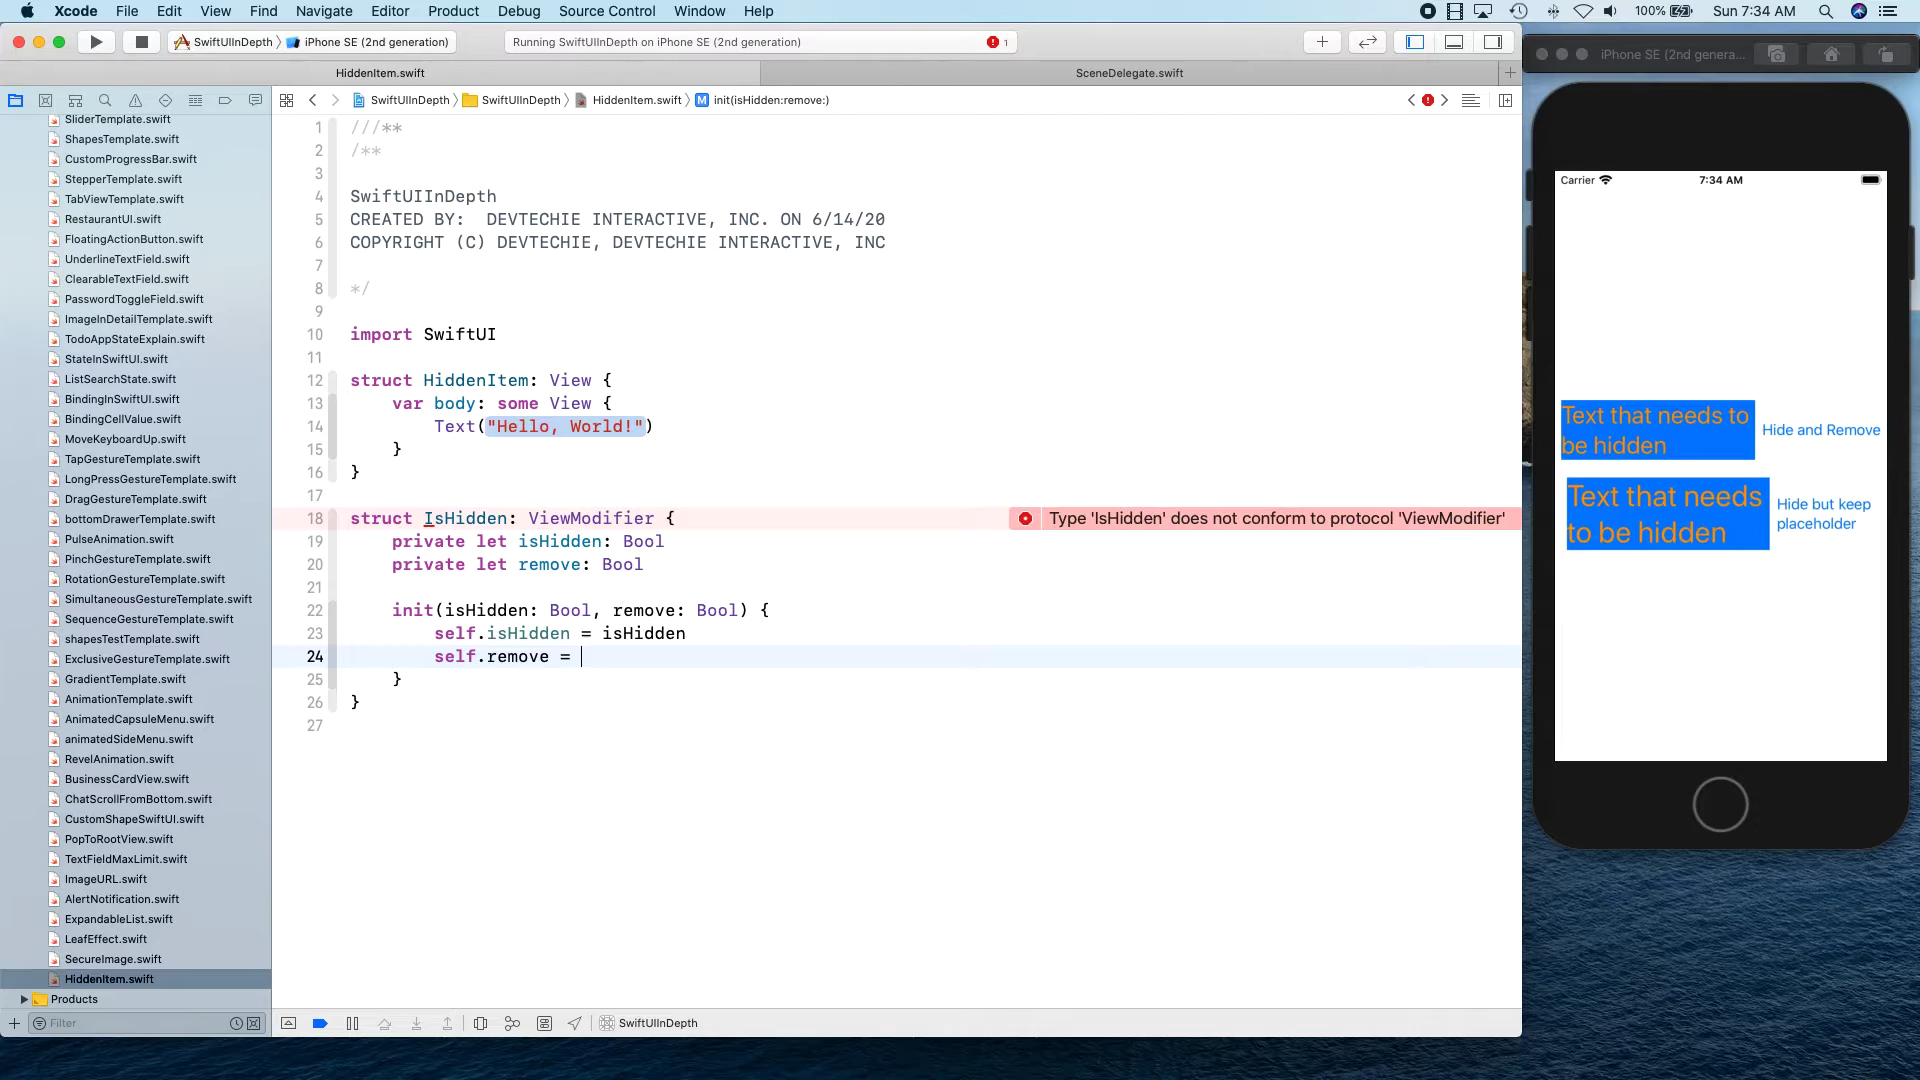 Xcode File Edit View Find Navigate Editor Product Debug Source Control Window Help 100% Sun 7:34 AM
SwiftUIInDepth iPhone SE (2nd generation) Running SwiftUIInDepth on iPhone SE (2nd generation) 1
iPhone SE (2nd genera...
HiddenItem.swift SceneDelegate.swift
SwiftUIInDepth SwiftUIInDepth HiddenItem.swift M init(isHidden:remove:)
SliderTemplate.swift
ShapesTemplate.swift
CustomProgressBar.swift
StepperTemplate.swift
TabViewTemplate.swift
RestaurantUI.swift
FloatingActionButton.swift
UnderlineTextField.swift
ClearableTextField.swift
PasswordToggleField.swift
ImageInDetailTemplate.swift
TodoAppStateExplain.swift
StateInSwiftUI.swift
ListSearchState.swift
BindingInSwiftUI.swift
BindingCellValue.swift
MoveKeyboardUp.swift
TapGestureTemplate.swift
LongPressGestureTemplate.swift
DragGestureTemplate.swift
bottomDrawerTemplate.swift
PulseAnimation.swift
PinchGestureTemplate.swift
RotationGestureTemplate.swift
SimultaneousGestureTemplate.swift
SequenceGestureTemplate.swift
shapesTestTemplate.swift
ExclusiveGestureTemplate.swift
GradientTemplate.swift
AnimationTemplate.swift
AnimatedCapsuleMenu.swift
animatedSideMenu.swift
RevelAnimation.swift
BusinessCardView.swift
ChatScrollFromBottom.swift
CustomShapeSwiftUI.swift
PopToRootView.swift
TextFieldMaxLimit.swift
ImageURL.swift
AlertNotification.swift
ExpandableList.swift
LeafEffect.swift
SecureImage.swift
HiddenItem.swift
Products
Filter
1 ///**
2 /**
3
4 SwiftUIInDepth
5 CREATED BY:  DEVTECHIE INTERACTIVE, INC. ON 6/14/20
6 COPYRIGHT (C) DEVTECHIE, DEVTECHIE INTERACTIVE, INC
7
8 */
9
10 import SwiftUI
11
12 struct HiddenItem: View {
13     var body: some View {
14         Text("Hello, World!")
15     }
16 }
17
18 struct IsHidden: ViewModifier { Type 'IsHidden' does not conform to protocol 'ViewModifier'
19     private let isHidden: Bool
20     private let remove: Bool
21
22     init(isHidden: Bool, remove: Bool) {
23         self.isHidden = isHidden
24         self.remove =
25     }
26 }
27
SwiftUIInDepth
Carrier 7:34 AM
Text that needs to
be hidden
Hide and Remove
Text that needs
to be hidden
Hide but keep
placeholder